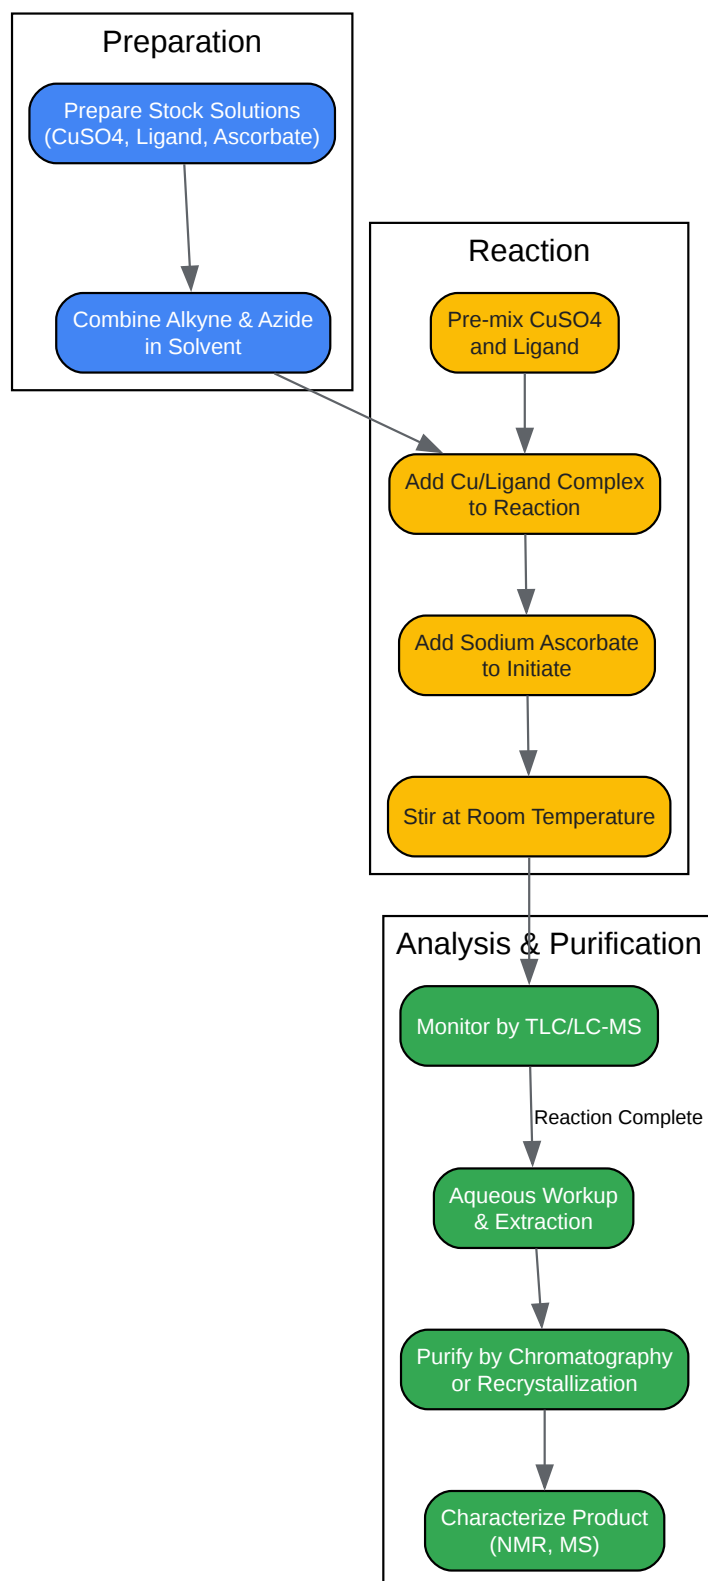 Preparation
Prepare Stock Solutions
(CuSO4, Ligand, Ascorbate)
Combine Alkyne & Azide
in Solvent
Reaction
Pre-mix CuSO4
and Ligand
Add Cu/Ligand Complex
to Reaction
Add Sodium Ascorbate
to Initiate
Stir at Room Temperature
Analysis & Purification
Monitor by TLC/LC-MS
Reaction Complete
Aqueous Workup
& Extraction
Purify by Chromatography
or Recrystallization
Characterize Product
(NMR, MS)